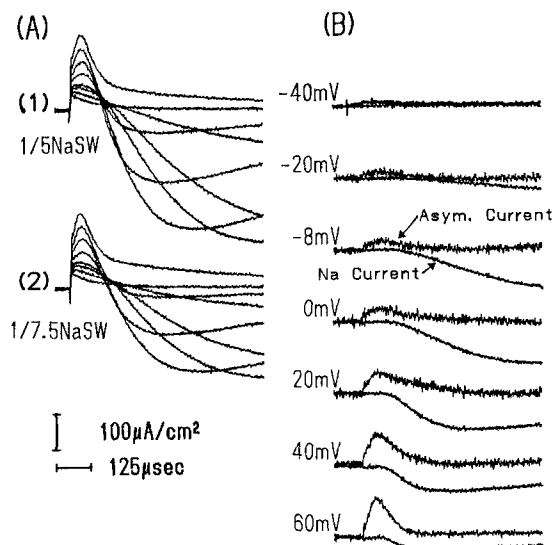 (A)
(1)
1/5NaSW
(2)
1/7.5NaSW
100µA/cm²
125µsec
(B)
-40mV
-20mV
-8mV
Asym. Current
Na Current
0mV
20mV
40mV
60mV